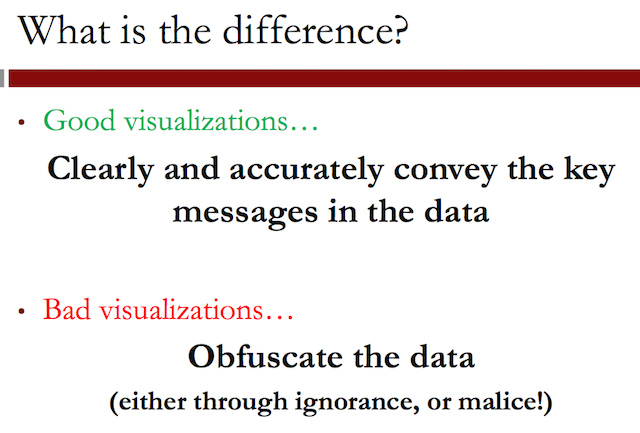 What is the difference?
• Good visualizations…
Clearly and accurately convey the key
messages in the data
• Bad visualizations…
Obfuscate the data
(either through ignorance, or malice!)